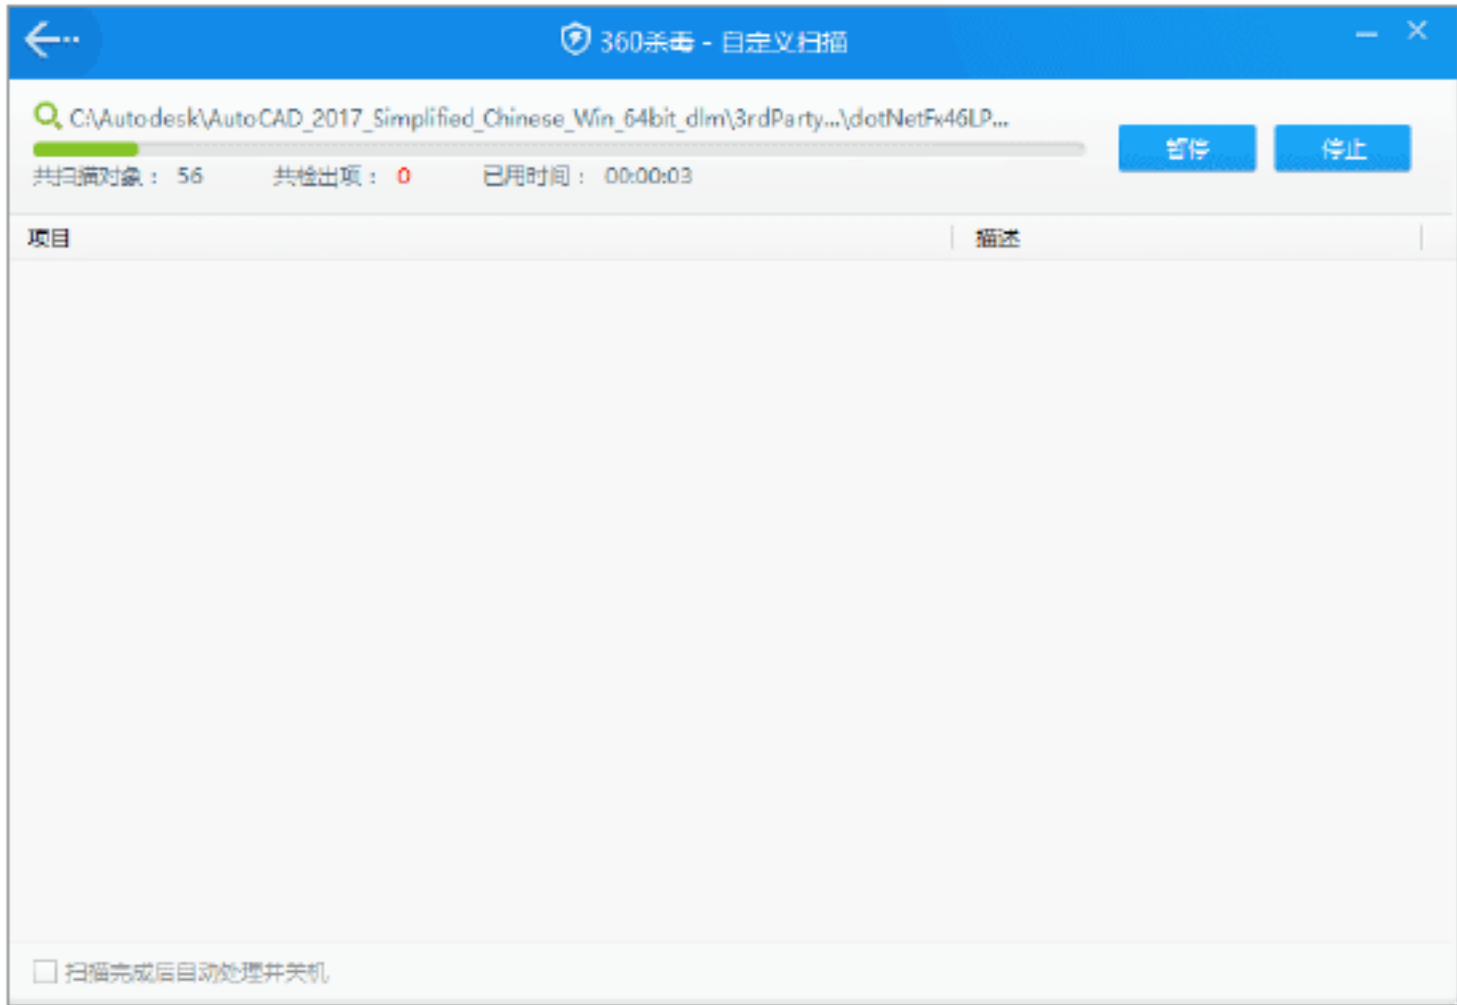 360杀毒 - 自定义扫描
C:\Autodesk\AutoCAD_2017_Simplified_Chinese_Win_64bit_dlm\3rdParty...\dotNetFx46LP...
暂停 停止
共扫描对象： 56 共检出项： 0 已用时间： 00:00:03
项目 描述
扫描完成后自动处理并关机